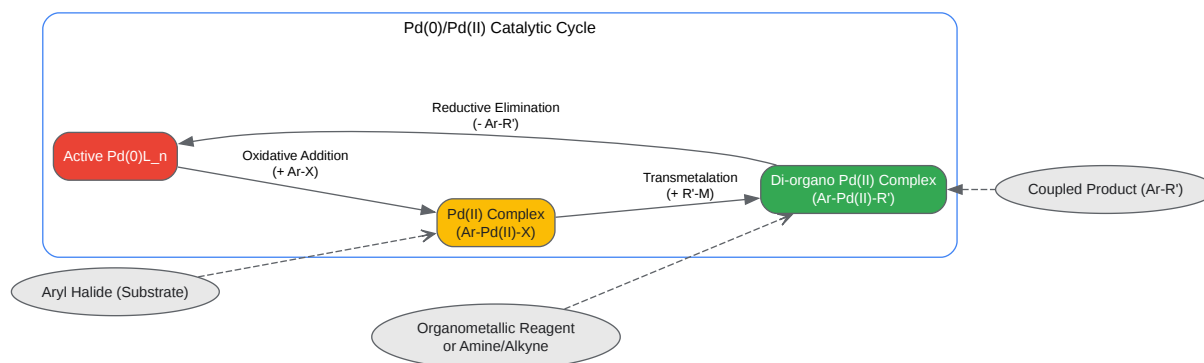 Pd(0)/Pd(II) Catalytic Cycle
Reductive Elimination
(- Ar-R')
Active Pd(0)L_n
Oxidative Addition
(+ Ar-X)
Transmetalation
(+ R'-M)
Di-organo Pd(II) Complex
(Ar-Pd(II)-R')
Coupled Product (Ar-R')
Pd(II) Complex
(Ar-Pd(II)-X)
Aryl Halide (Substrate)
Organometallic Reagent
or Amine/Alkyne